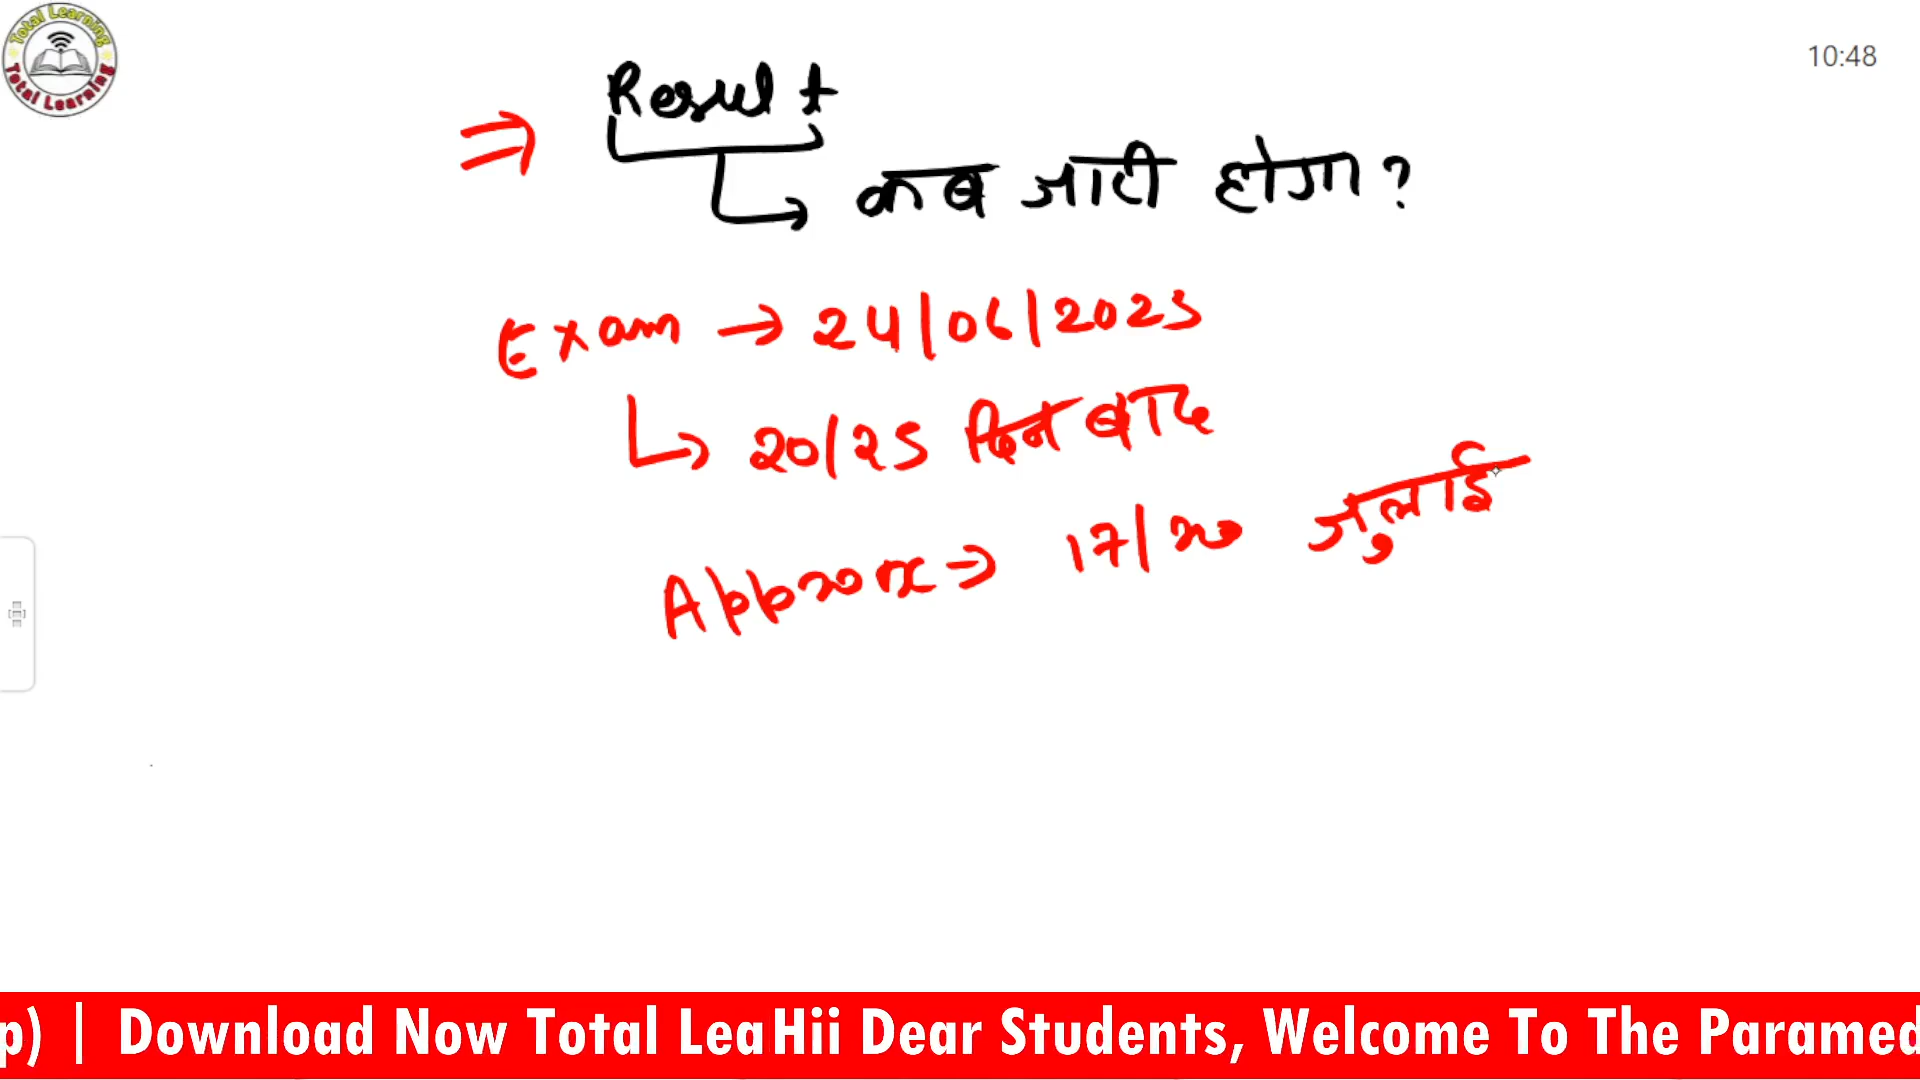 Total Learning
Total Learning
10:48
⇒ Result
↳ कब जारी होगा?
Exam → 24/06/2025
↳ 20/25 दिन बाद
Approx → 17/20 जुलाई
p) | Download Now Total LeaHii Dear Students, Welcome To The Paramed